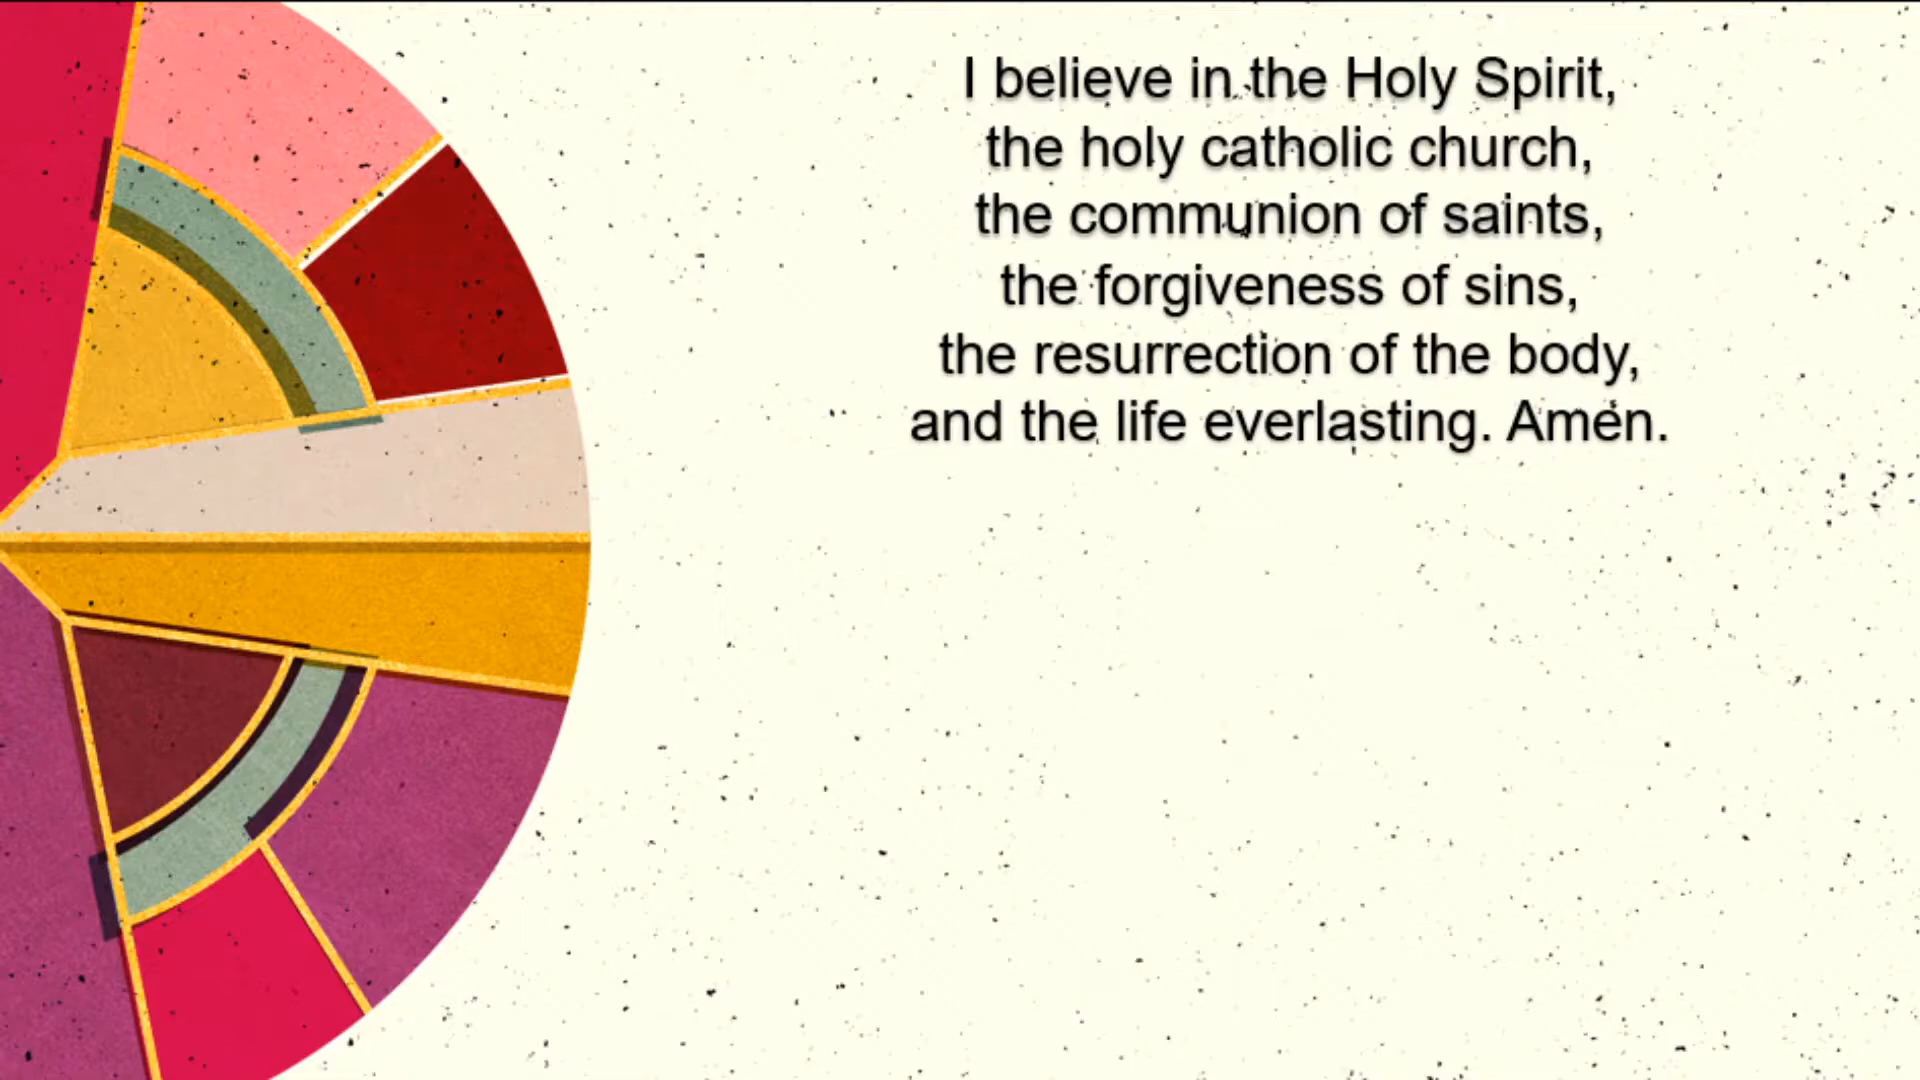 I believe in the Holy Spirit,
the holy catholic church,
the communion of saints,
the forgiveness of sins,
the resurrection of the body,
and the life everlasting. Amen.